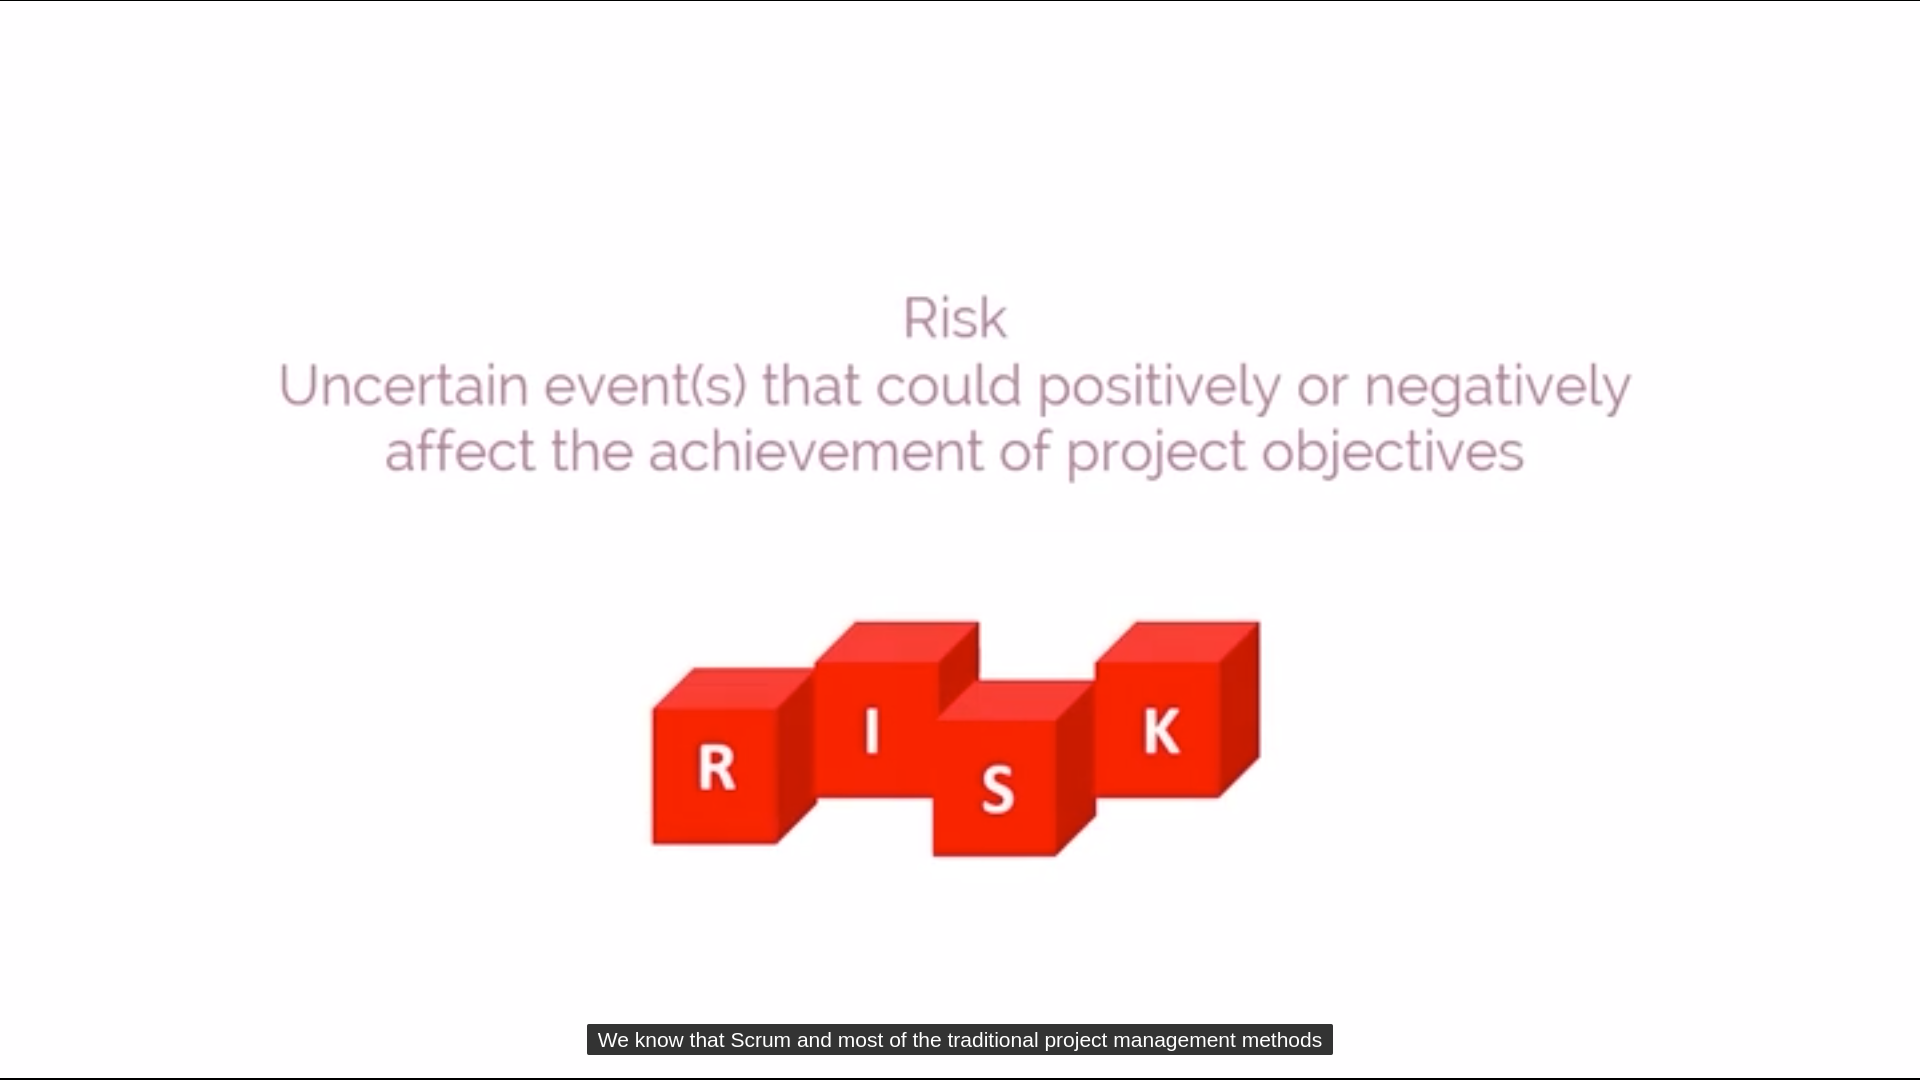 Risk
Uncertain event(s) that could positively or negatively
affect the achievement of project objectives
R I S K
We know that Scrum and most of the traditional project management methods